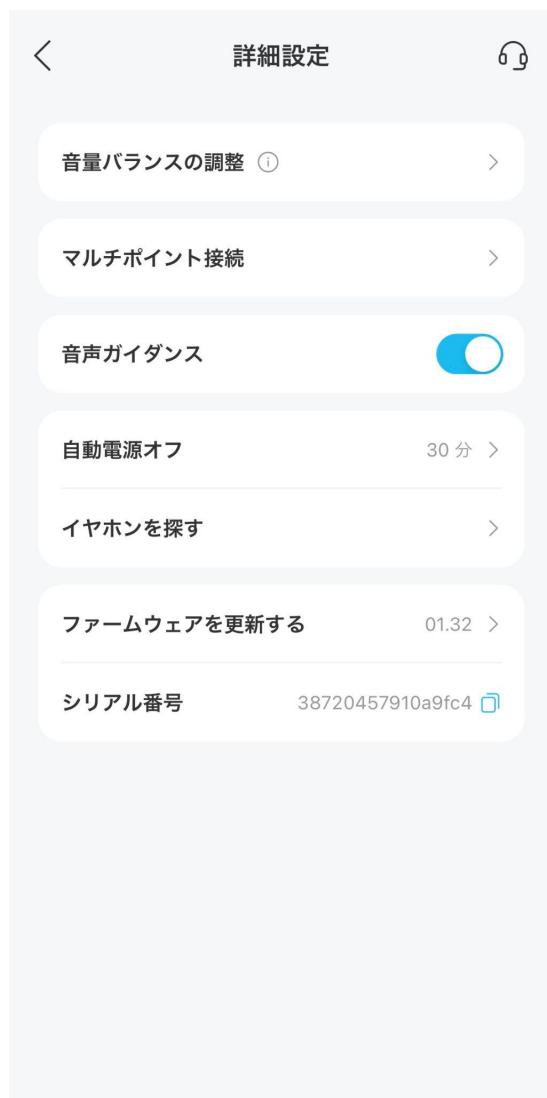 詳細設定
音量バランスの調整
マルチポイント接続
音声ガイダンス
自動電源オフ 30 分
イヤホンを探す
ファームウェアを更新する 01.32
シリアル番号 38720457910a9fc4